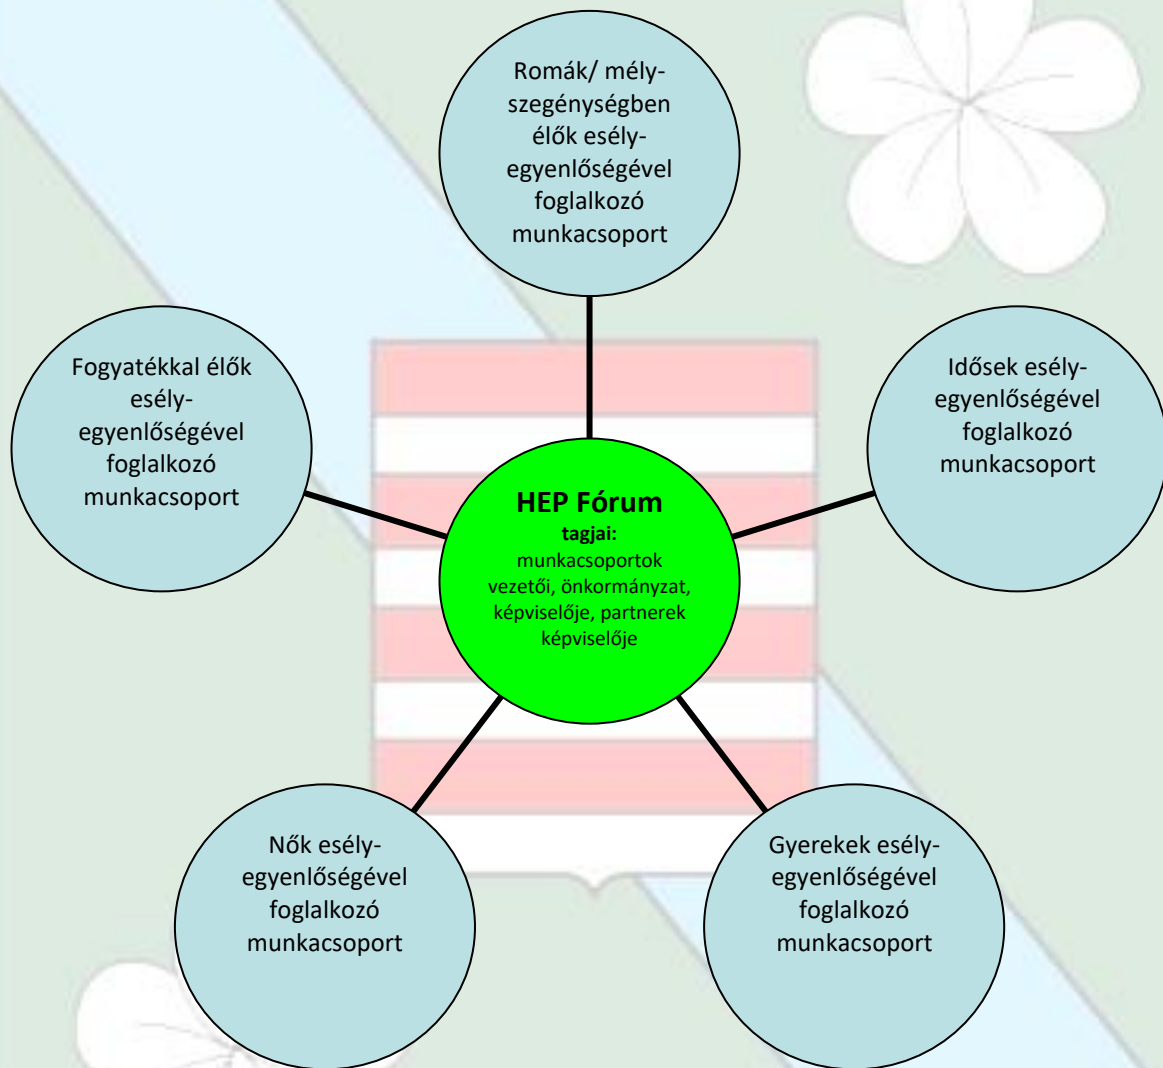 Romák/ mély-
szegénységben
élők esély-
egyenlőségével
foglalkozó
munkacsoport
Fogyatékkal élők
esély-
egyenlőségével
foglalkozó
munkacsoport
Idősek esély-
egyenlőségével
foglalkozó
munkacsoport
HEP Fórum
tagjai:
munkacsoportok
vezetői, önkormányzat,
képviselője, partnerek
képviselője
Nők esély-
egyenlőségével
foglalkozó
munkacsoport
Gyerekek esély-
egyenlőségével
foglalkozó
munkacsoport